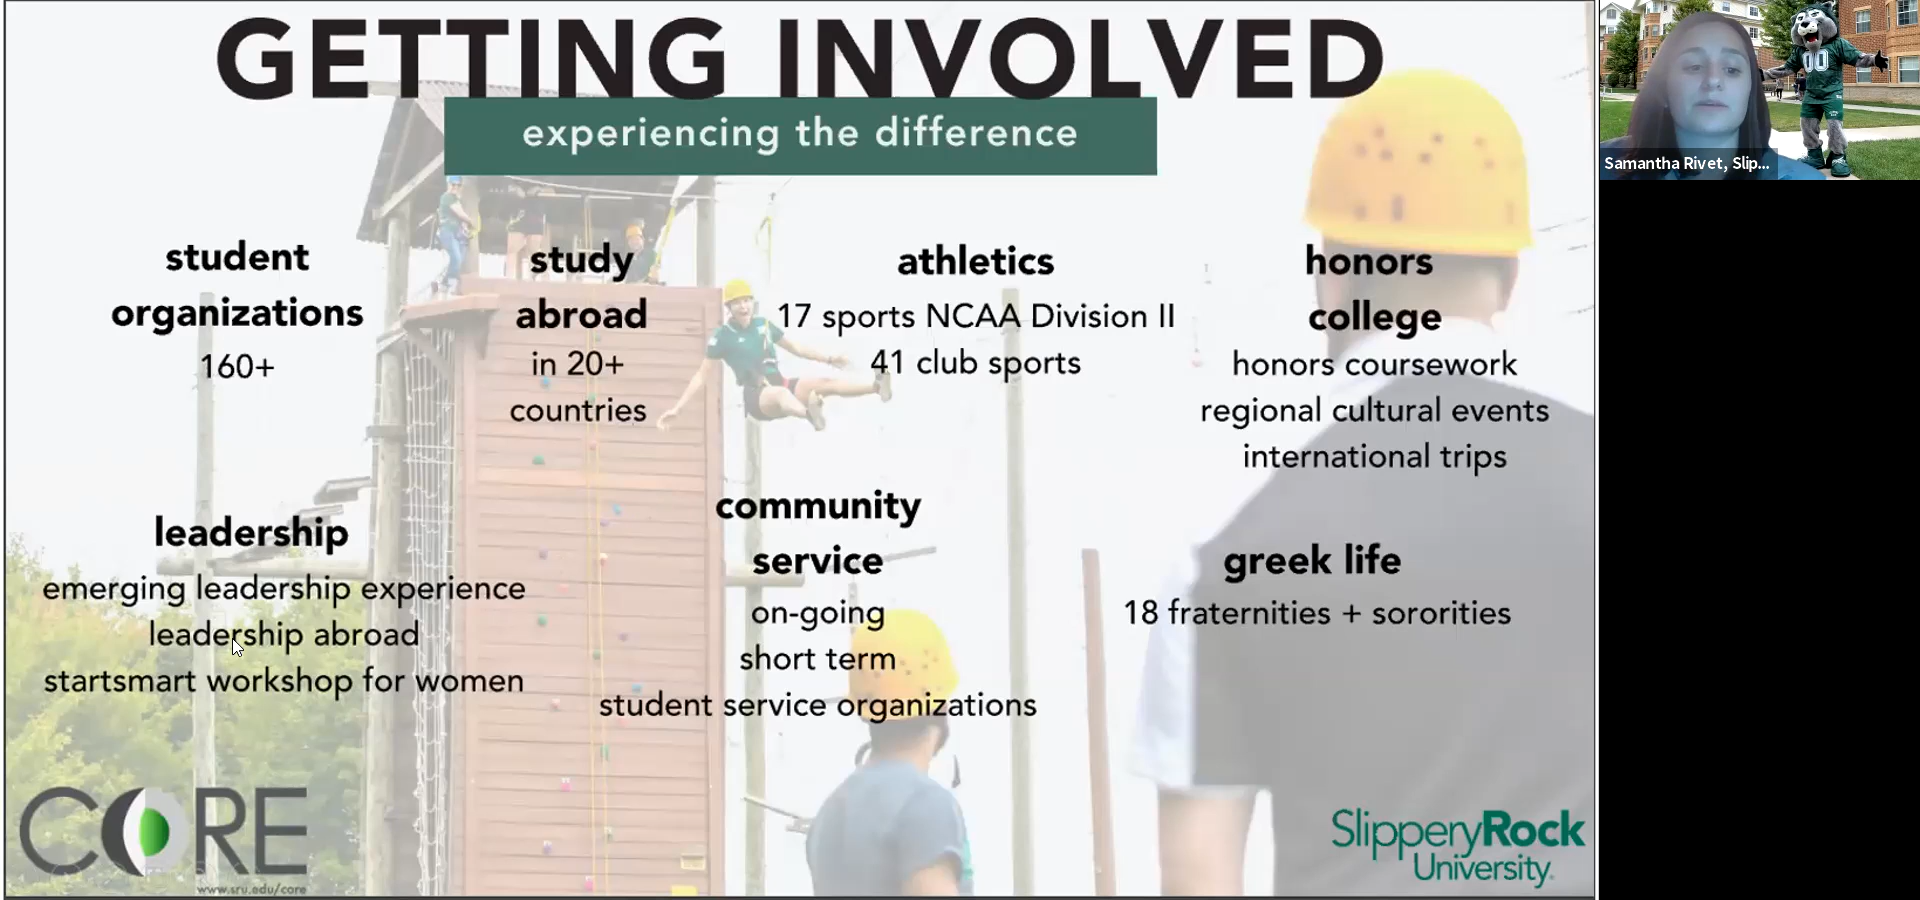 GETTING INVOLVED
experiencing the difference
student
organizations
160+
study
abroad
in 20+
countries
athletics
17 sports NCAA Division II
41 club sports
honors
college
honors coursework
regional cultural events
international trips
leadership
emerging leadership experience
leadership abroad
startsmart workshop for women
community
service
on-going
short term
student service organizations
greek life
18 fraternities + sororities
CORE
www.sru.edu/core
SlipperyRock
University
00
Samantha Rivet, Slip...